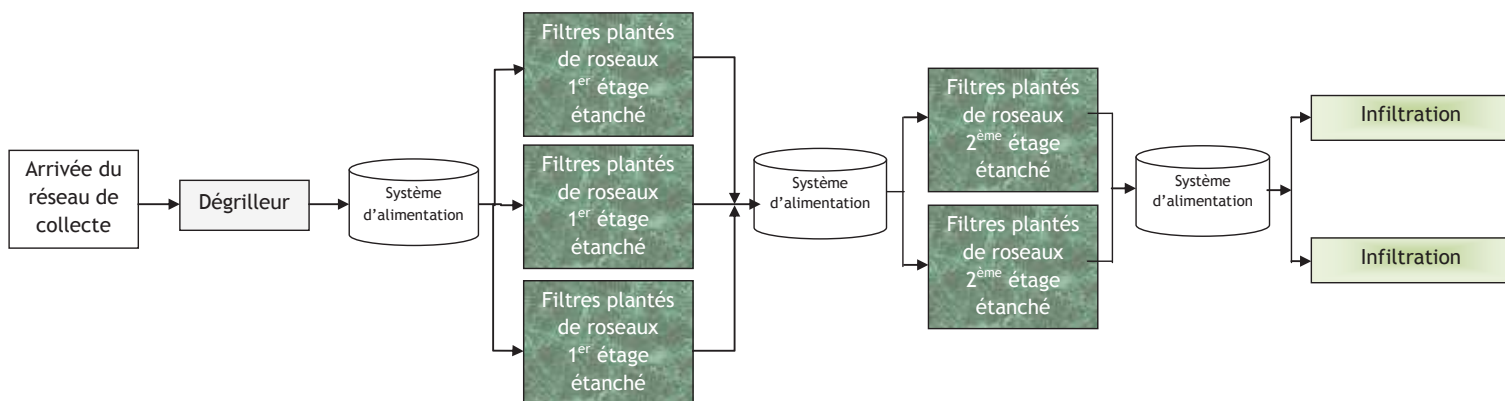 Arrivée du
réseau de
collecte
Dégrilleur
Système
d'alimentation
Filtres plantés
de roseaux
1er étage
étanché
Filtres plantés
de roseaux
1er étage
étanché
Filtres plantés
de roseaux
1er étage
étanché
Système
d'alimentation
Filtres plantés
de roseaux
2ème étage
étanché
Filtres plantés
de roseaux
2ème étage
étanché
Système
d'alimentation
Infiltration
Infiltration